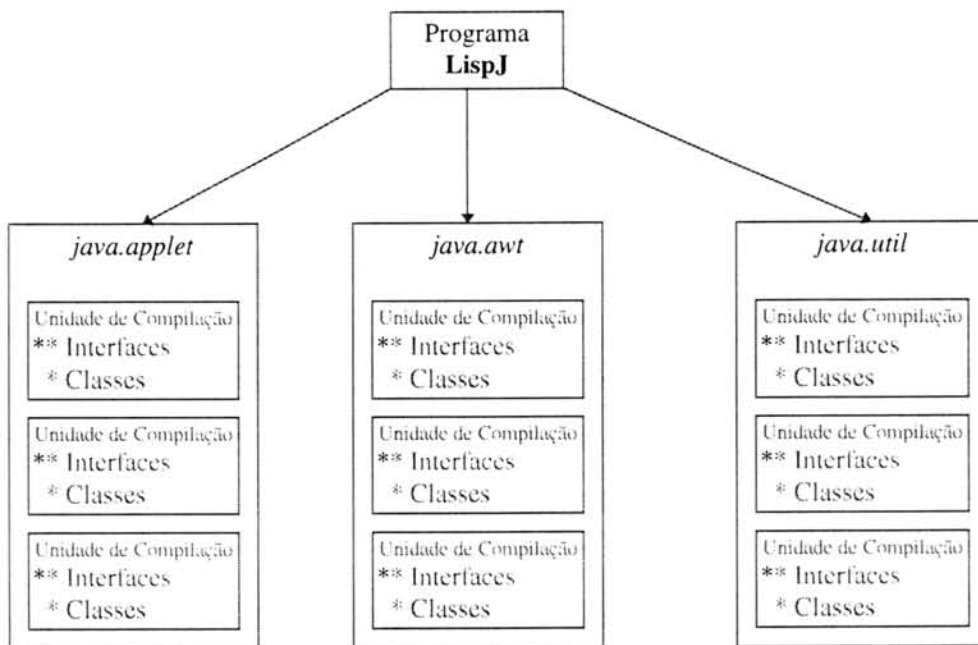 Programa
LispJ
java.applet
Unidade de Compilação
** Interfaces
* Classes
Unidade de Compilação
** Interfaces
* Classes
Unidade de Compilação
** Interfaces
* Classes
java.awt
Unidade de Compilação
** Interfaces
* Classes
Unidade de Compilação
** Interfaces
* Classes
Unidade de Compilação
** Interfaces
* Classes
java.util
Unidade de Compilação
** Interfaces
* Classes
Unidade de Compilação
** Interfaces
* Classes
Unidade de Compilação
** Interfaces
* Classes